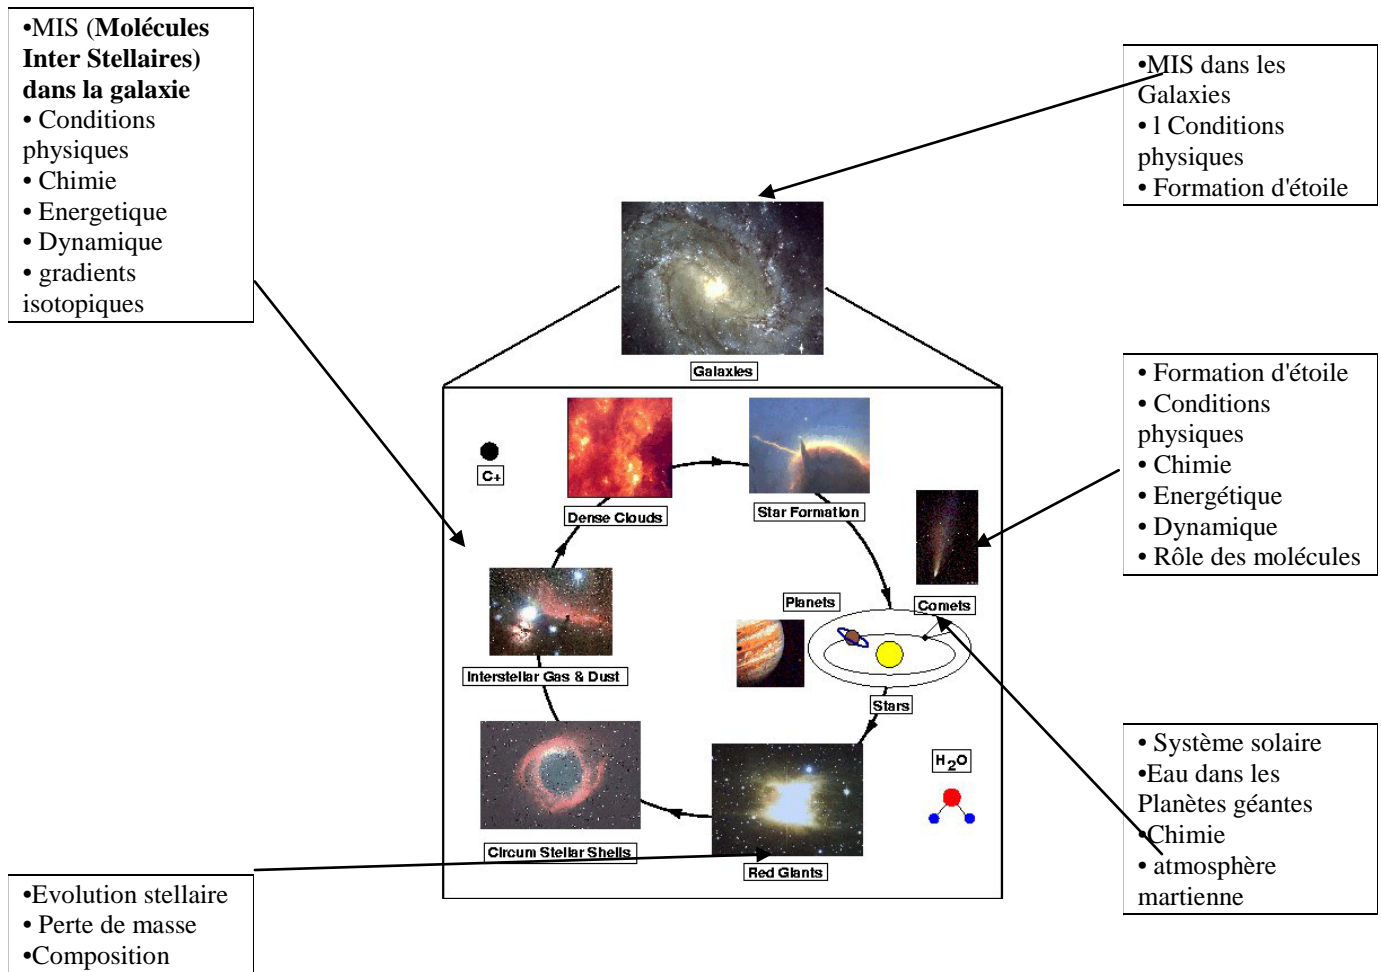 •MIS (Molécules
Inter Stellaires)
dans la galaxie
• Conditions
physiques
• Chimie
• Energetique
• Dynamique
• gradients
isotopiques
•MIS dans les
Galaxies
• l Conditions
physiques
• Formation d'étoile
Galaxies
C+
Dense Clouds
Star Formation
• Formation d'étoile
• Conditions
physiques
• Chimie
• Energétique
• Dynamique
• Rôle des molécules
Planets
Comets
Interstellar Gas & Dust
Stars
H2O
Circum Stellar Shells
Red Giants
• Système solaire
•Eau dans les
Planètes géantes
•Chimie
• atmosphère
martienne
•Evolution stellaire
• Perte de masse
•Composition